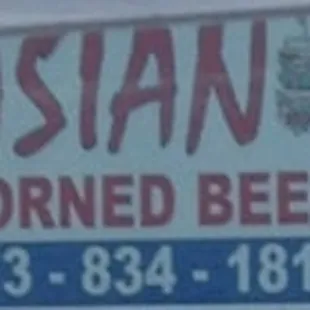 SIAN
ORNED BEE
3 - 834 - 181